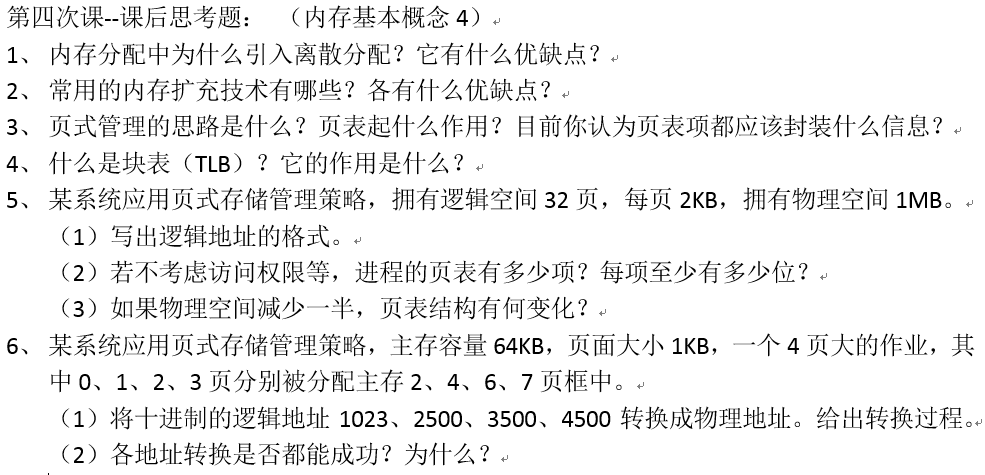 第四次课--课后思考题： （内存基本概念 4）
1、 内存分配中为什么引入离散分配？它有什么优缺点？
2、 常用的内存扩充技术有哪些？各有什么优缺点？
3、 页式管理的思路是什么？页表起什么作用？目前你认为页表项都应该封装什么信息？
4、 什么是块表（TLB）？它的作用是什么？
5、 某系统应用页式存储管理策略，拥有逻辑空间 32 页，每页 2KB，拥有物理空间 1MB。
（1）写出逻辑地址的格式。
（2）若不考虑访问权限等，进程的页表有多少项？每项至少有多少位？
（3）如果物理空间减少一半，页表结构有何变化？
6、 某系统应用页式存储管理策略，主存容量 64KB，页面大小 1KB，一个 4 页大的作业，其
中 0、1、2、3 页分别被分配主存 2、4、6、7 页框中。
（1）将十进制的逻辑地址 1023、2500、3500、4500 转换成物理地址。给出转换过程。
（2）各地址转换是否都能成功？为什么？